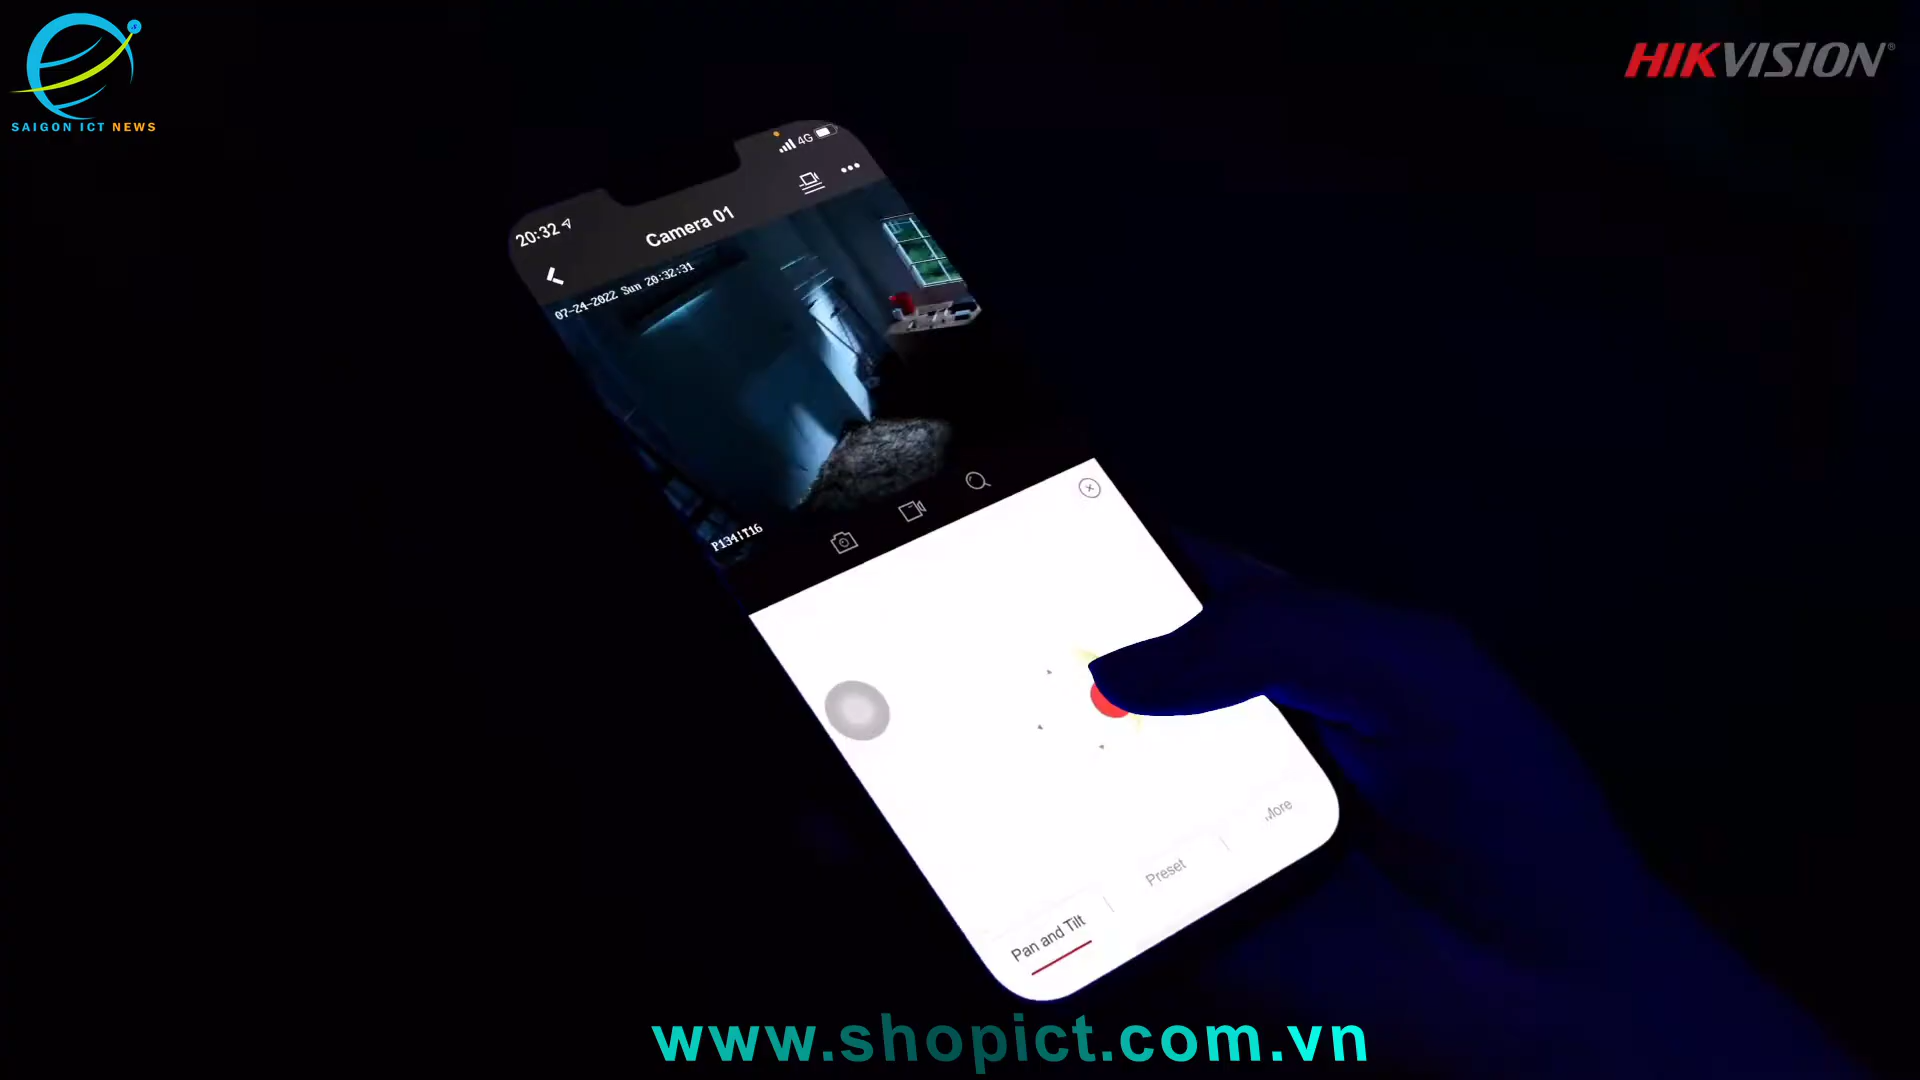 SAIGON ICT NEWS
HIKVISION®
4G
20:32
Camera 01
07-24-2022 Sun 20:32:31
P134|T16
More
Preset
Pan and Tilt
www.shopict.com.vn